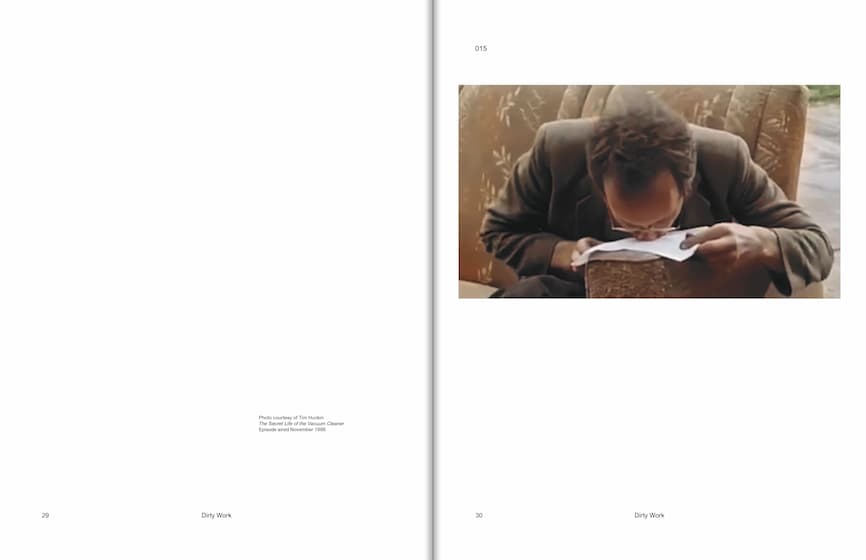 Photo courtesy of Tim Hunkin
The Secret Life of the Vacuum Cleaner
Episode aired November 1988
29
Dirty Work
015
30
Dirty Work